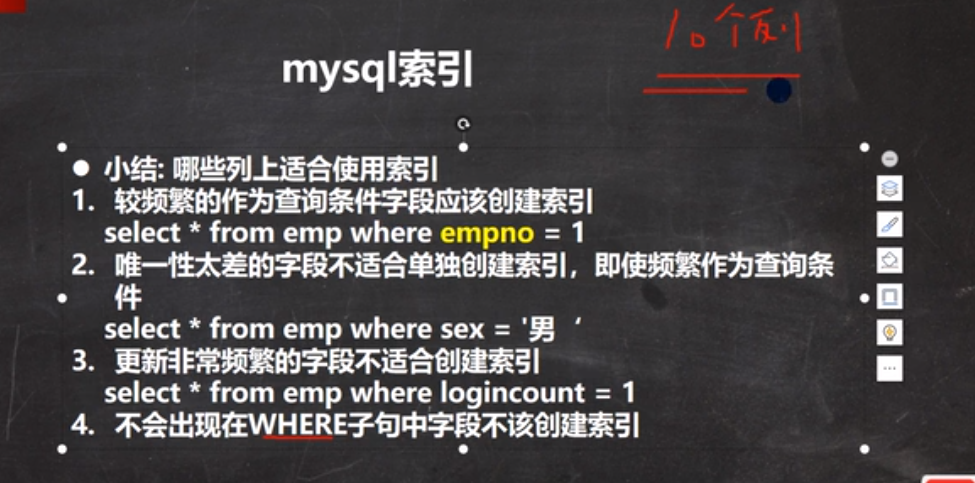 10个列
mysql索引
● 小结: 哪些列上适合使用索引
1. 较频繁的作为查询条件字段应该创建索引
select * from emp where empno = 1
2. 唯一性太差的字段不适合单独创建索引，即使频繁作为查询条
件
select * from emp where sex = '男‘
3. 更新非常频繁的字段不适合创建索引
select * from emp where logincount = 1
4. 不会出现在WHERE子句中字段不该创建索引